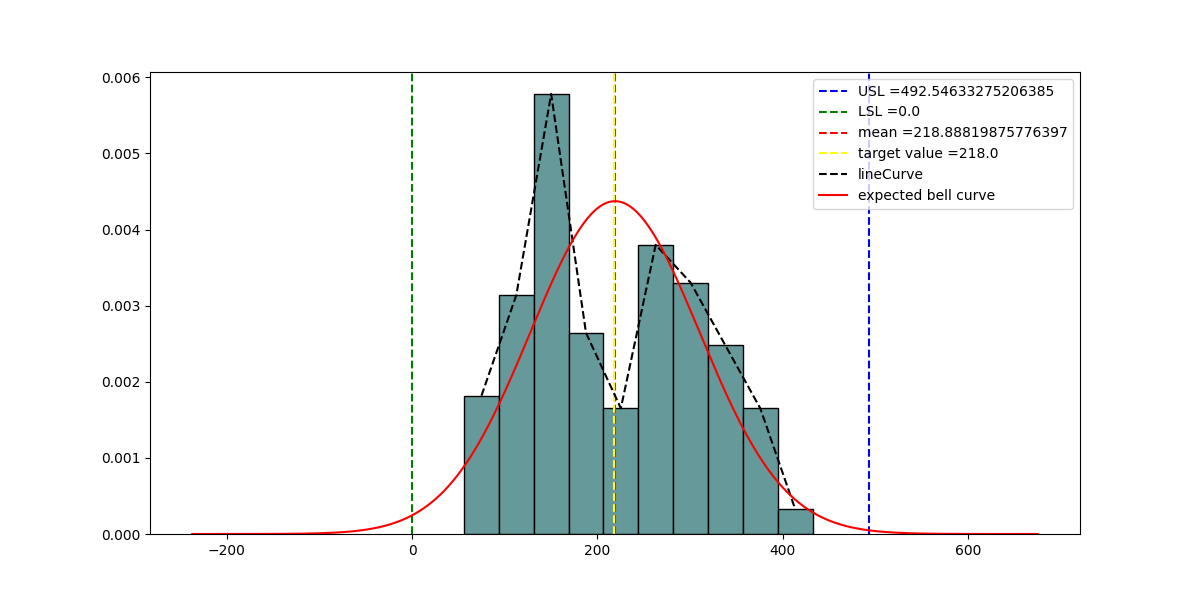 USL =492.54633275206385
LSL =0.0
mean =218.88819875776397
target value =218.0
lineCurve
expected bell curve
0.006
0.005
0.004
0.003
0.002
0.001
0.000
−200
0
200
400
600